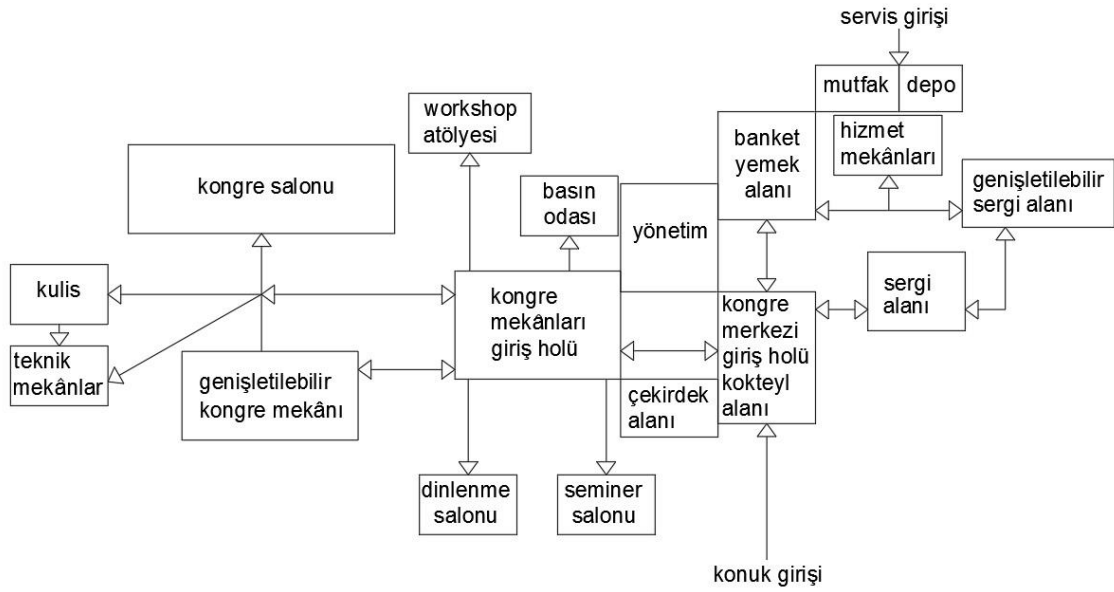 servis girişi
mutfak
depo
workshop
atölyesi
banket
yemek
alanı
hizmet
mekânları
kongre salonu
basın
odası
genişletilebilir
sergi alanı
yönetim
kulis
kongre
mekânları
giriş holü
kongre
merkezi
giriş holü
kokteyl
alanı
sergi
alanı
teknik
mekânlar
genişletilebilir
kongre mekânı
çekirdek
alanı
dinlenme
salonu
seminer
salonu
konuk girişi